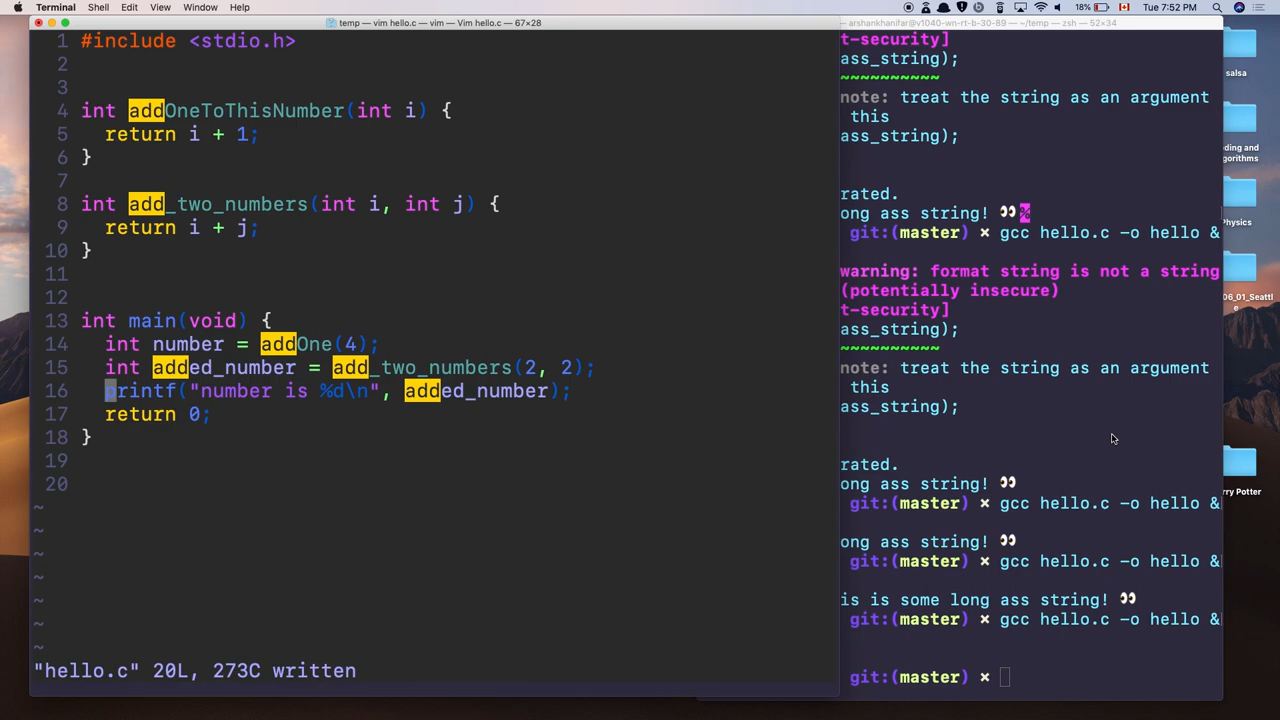 Terminal Shell Edit View Window Help 18% Tue 7:52 PM
temp — vim hello.c — vim — Vim hello.c — 67×28
1 #include <stdio.h>
2
3
4 int addOneToThisNumber(int i) {
5 return i + 1;
6 }
7
8 int add_two_numbers(int i, int j) {
9 return i + j;
10 }
11
12
13 int main(void) {
14 int number = addOne(4);
15 int added_number = add_two_numbers(2, 2);
16 printf("number is %d\n", added_number);
17 return 0;
18 }
19
20
~
~
~
~
~
~
~
"hello.c" 20L, 273C written
arshankhanifar@v1040-wn-rt-b-30-89 — ~/temp — zsh — 52×34
t-security]
ass_string);
~~~~~~~~~~
note: treat the string as an argument
this
ass_string);
rated.
ong ass string! 👀%
git:(master) × gcc hello.c -o hello &
warning: format string is not a string
(potentially insecure)
t-security]
ass_string);
~~~~~~~~~~
note: treat the string as an argument
this
ass_string);
rated.
ong ass string! 👀
git:(master) × gcc hello.c -o hello &
ong ass string! 👀
git:(master) × gcc hello.c -o hello &
is is some long ass string! 👀
git:(master) × gcc hello.c -o hello &
git:(master) ×
salsa
ding and
lgorithms
Physics
06_01_Seattl
e
rry Potter